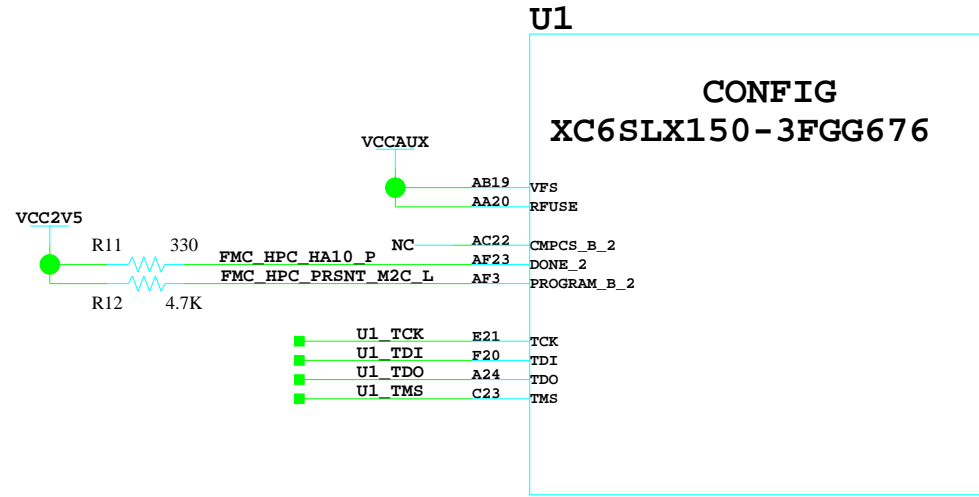 U1
CONFIG
XC6SLX150-3FGG676
VCCAUX
AB19 VFS
AA20 RFUSE
VCC2V5
NC AC22 CMPCS_B_2
R11 330 FMC_HPC_HA10_P AF23 DONE_2
FMC_HPC_PRSNT_M2C_L AF3 PROGRAM_B_2
R12 4.7K
U1_TCK E21 TCK
U1_TDI F20 TDI
U1_TDO A24 TDO
U1_TMS C23 TMS